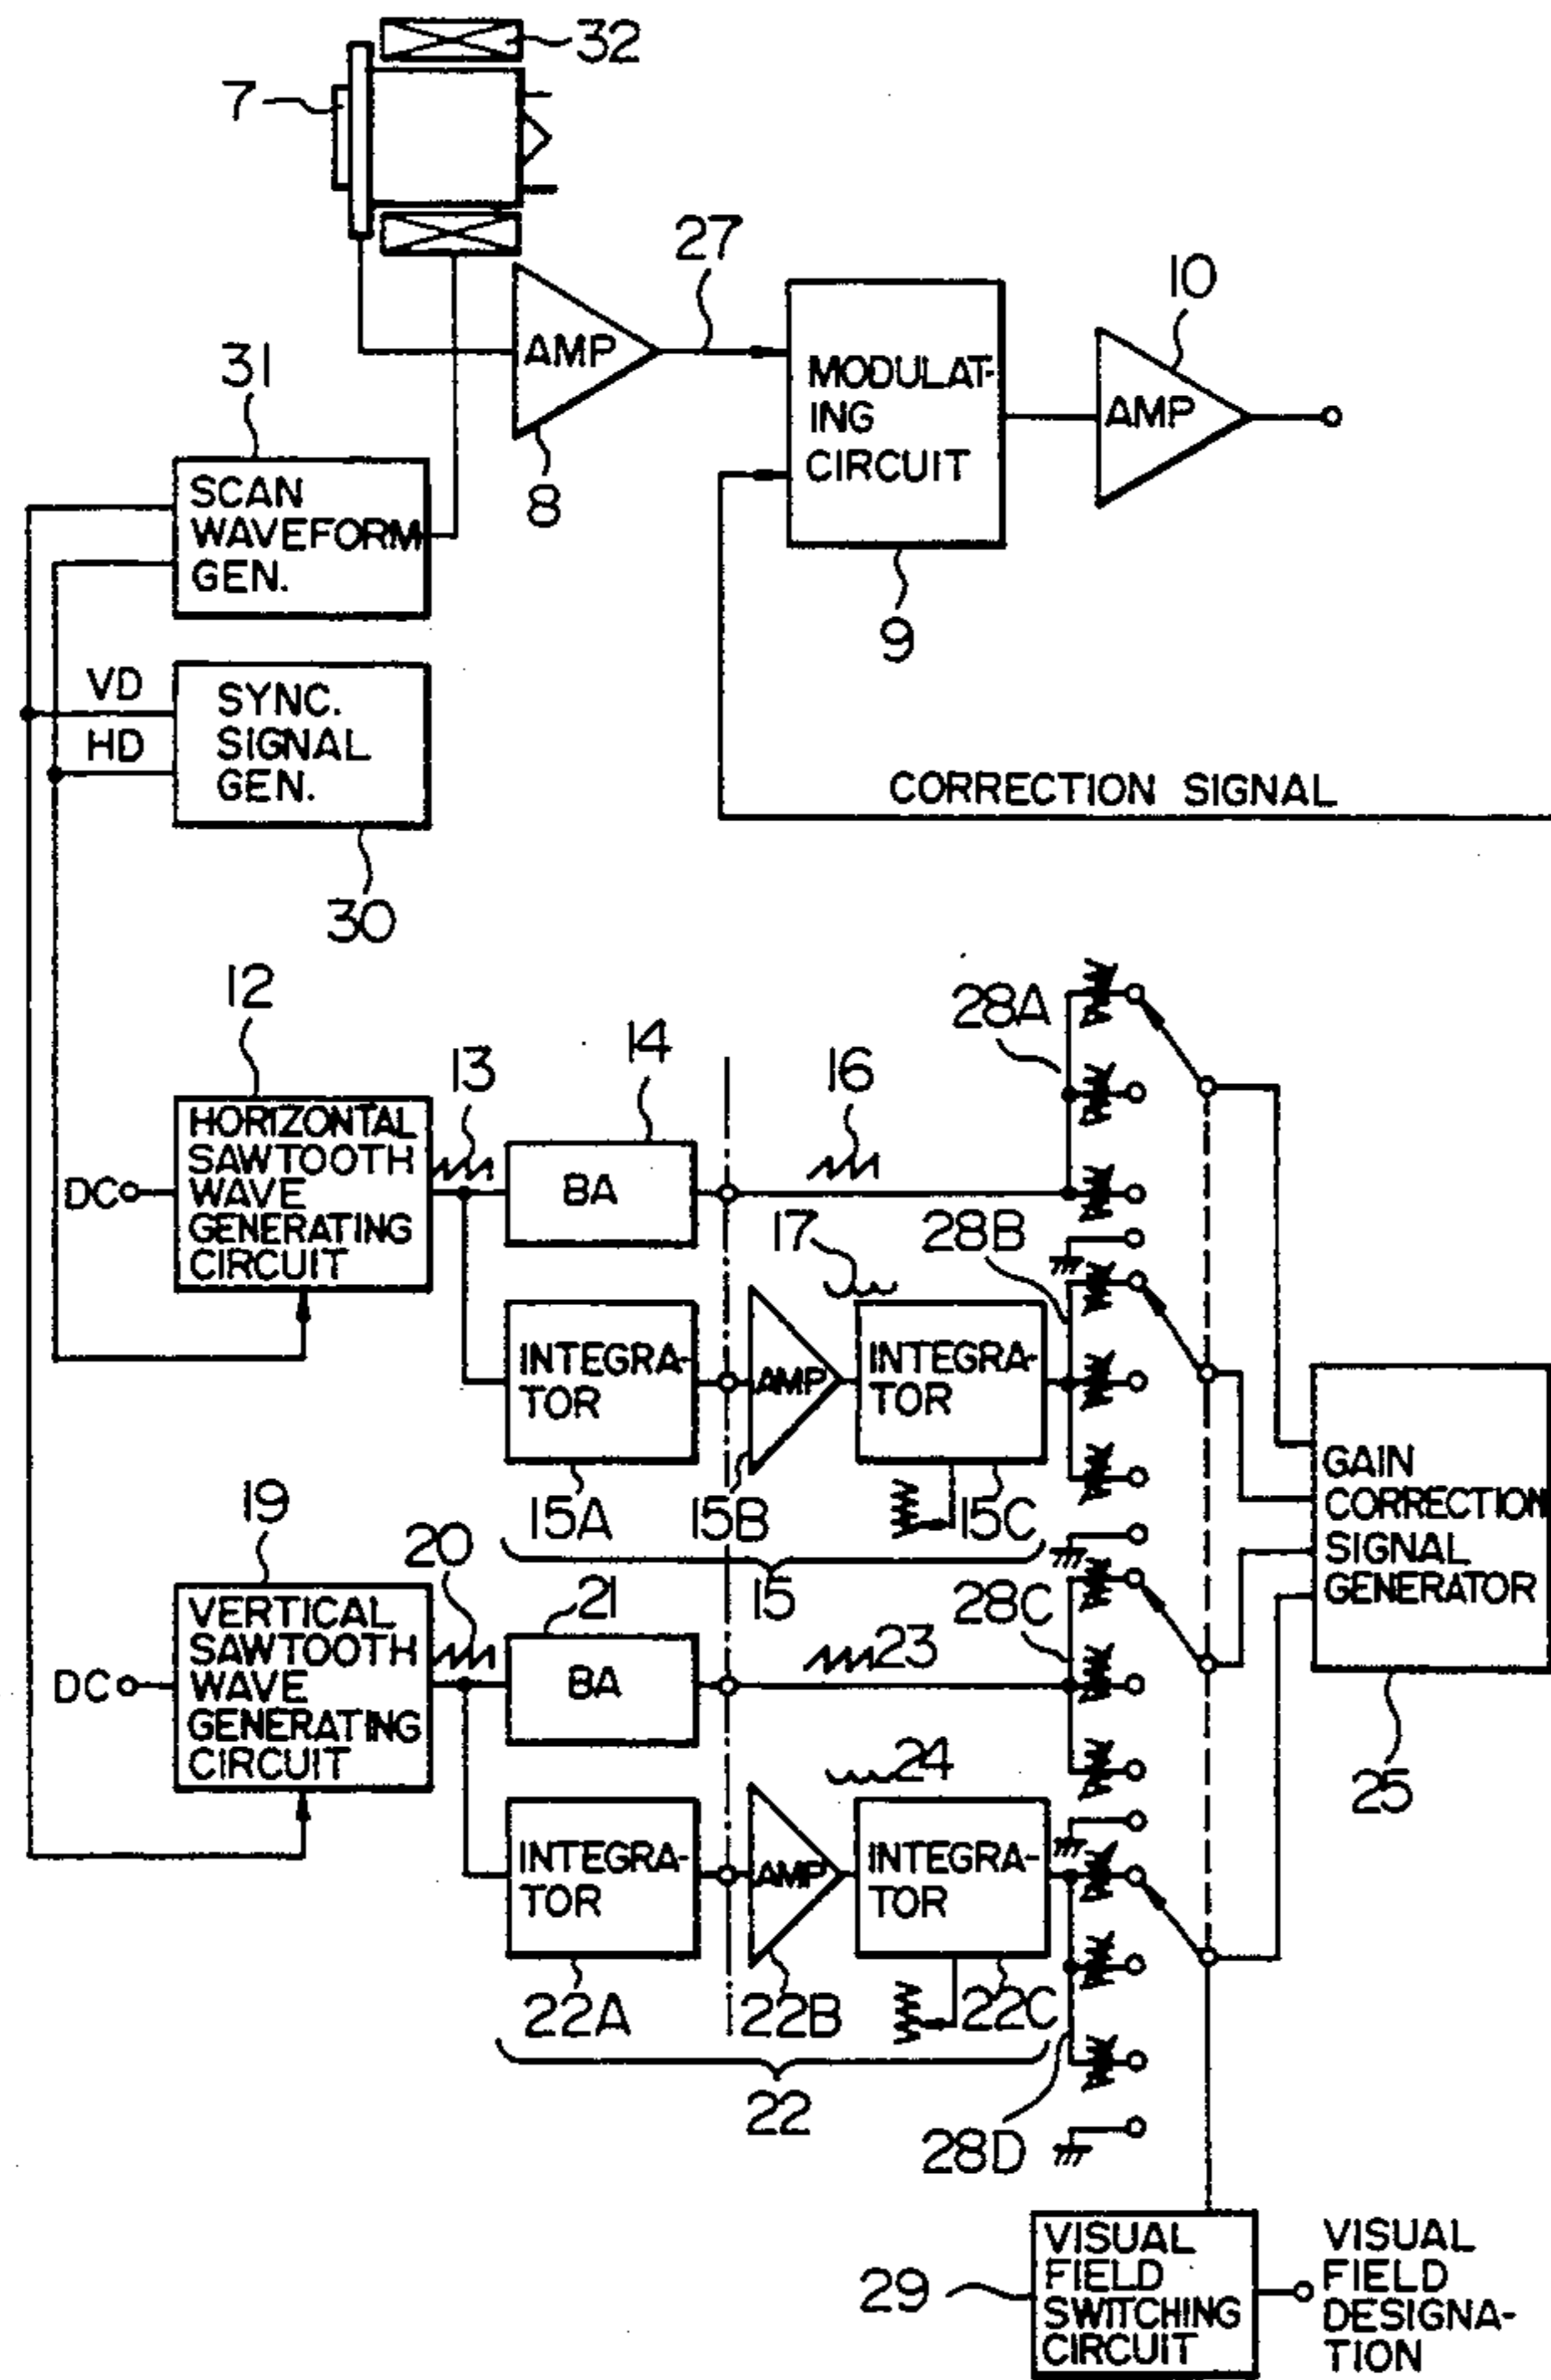 32
7
27
10
AMP
MODULAT-
ING
CIRCUIT
AMP
31
8
SCAN
WAVEFORM
GEN.
9
VD
HD
SYNC.
SIGNAL
GEN.
CORRECTION SIGNAL
30
12
13
14
16
28A
HORIZONTAL
SAWTOOTH
WAVE
GENERATING
CIRCUIT
DC
BA
17
28B
INTEGRA-
TOR
AMP
INTEGRA-
TOR
15A
15B
15C
15
GAIN
CORRECTION
SIGNAL
GENERATOR
25
19
20
21
23
28C
VERTICAL
SAWTOOTH
WAVE
GENERATING
CIRCUIT
DC
BA
24
INTEGRA-
TOR
AMP
INTEGRA-
TOR
22A
22B
22C
22
28D
29
VISUAL
FIELD
SWITCHING
CIRCUIT
VISUAL
FIELD
DESIGNA-
TION